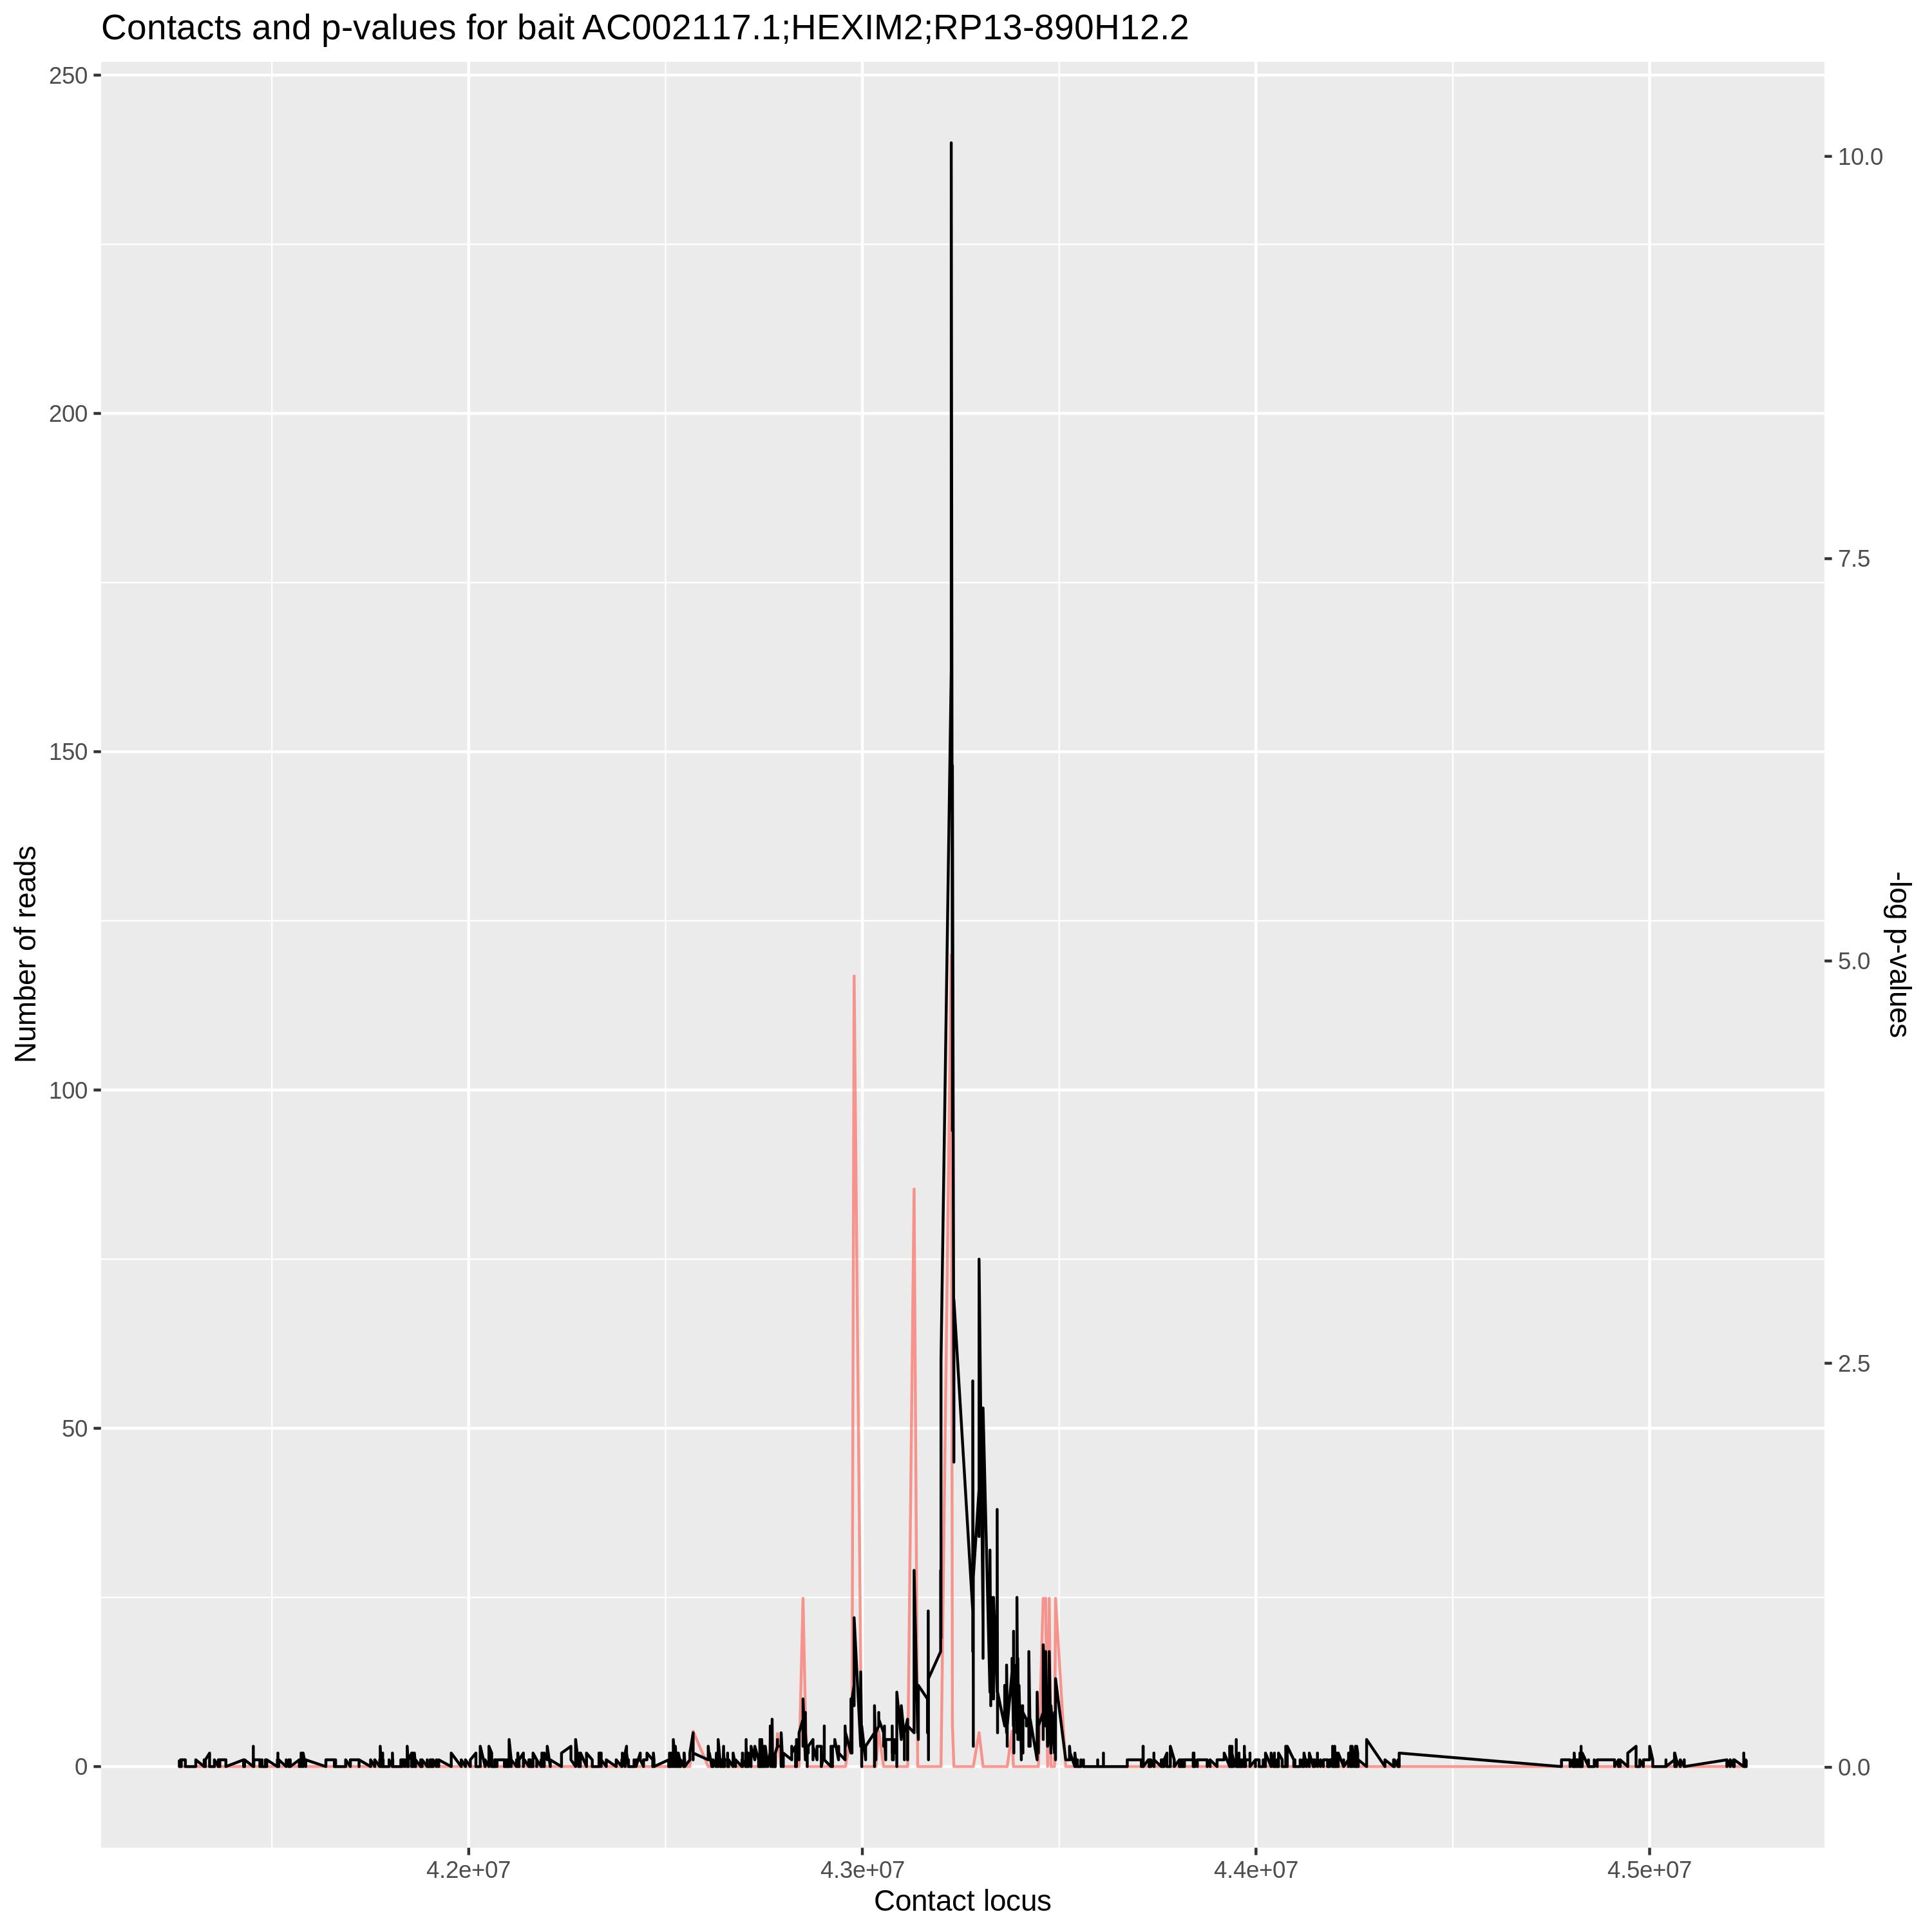 Contacts and p-values for bait AC002117.1;HEXIM2;RP13-890H12.2
250
200
150
100
50
0
Number of reads
10.0
7.5
5.0
2.5
0.0
-log p-values
4.2e+07
4.3e+07
4.4e+07
4.5e+07
Contact locus